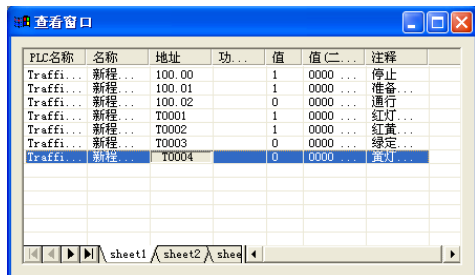 查看窗口
PLC名称 名称 地址 功... 值 值(二... 注释
Traffi... 新程... 100.00 1 0000 ... 停止
Traffi... 新程... 100.01 1 0000 ... 准备...
Traffi... 新程... 100.02 0 0000 ... 通行
Traffi... 新程... T0001 1 0000 ... 红灯...
Traffi... 新程... T0002 1 0000 ... 红黄...
Traffi... 新程... T0003 0 0000 ... 绿定...
Traffi... 新程... T0004 0 0000 ... 黄灯...
sheet1 sheet2 shee